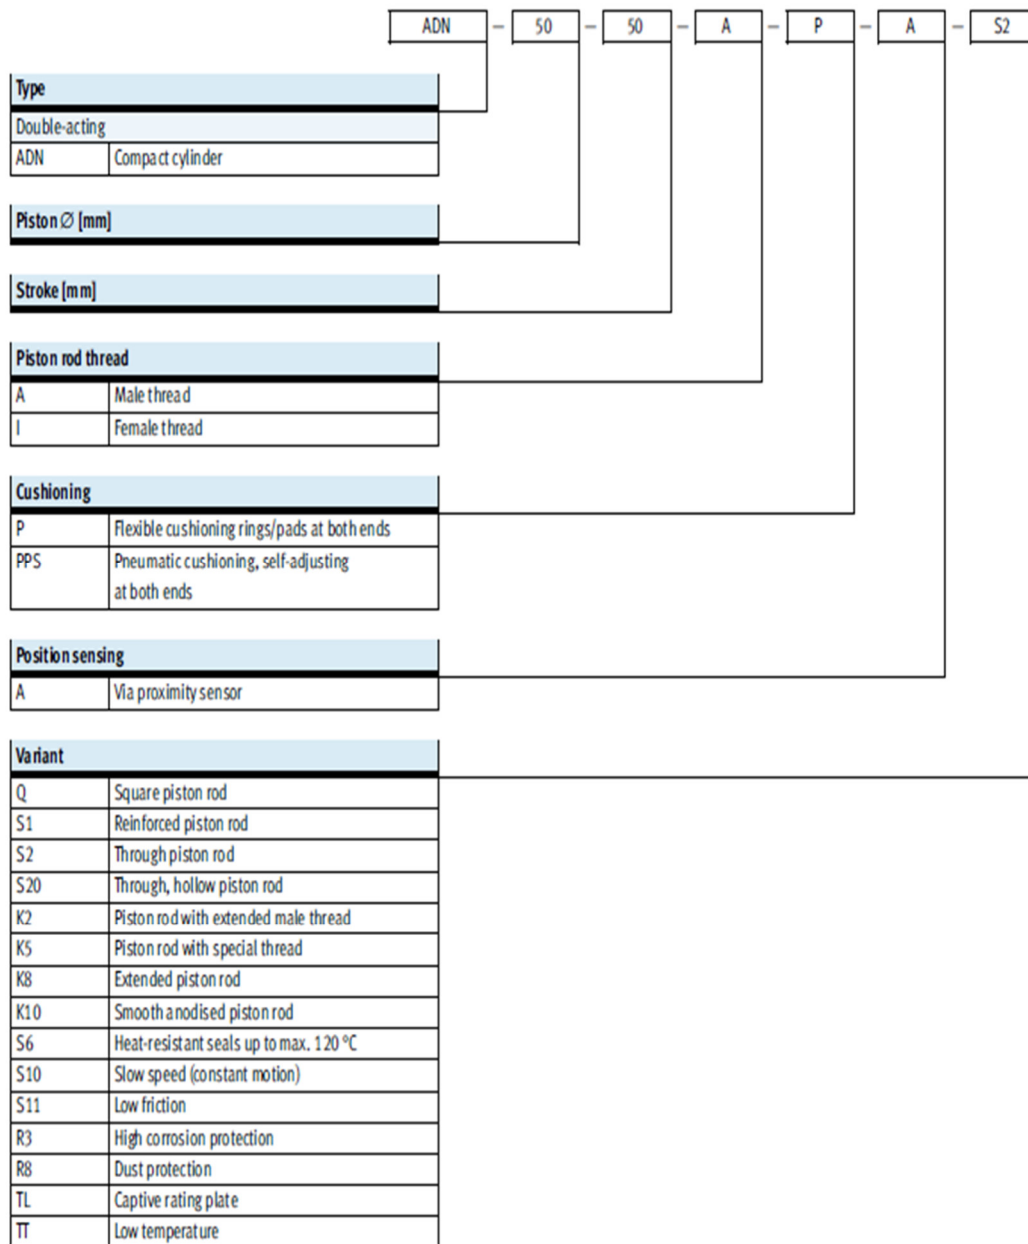 ADN – 50 – 50 – A – P – A – S2
Type
Double-acting
ADN Compact cylinder
Piston Ø [mm]
Stroke [mm]
Piston rod thread
A Male thread
I Female thread
Cushioning
P Flexible cushioning rings/pads at both ends
PPS Pneumatic cushioning, self-adjusting
at both ends
Position sensing
A Via proximity sensor
Variant
Q Square piston rod
S1 Reinforced piston rod
S2 Through piston rod
S20 Through, hollow piston rod
K2 Piston rod with extended male thread
K5 Piston rod with special thread
K8 Extended piston rod
K10 Smooth anodised piston rod
S6 Heat-resistant seals up to max. 120 °C
S10 Slow speed (constant motion)
S11 Low friction
R3 High corrosion protection
R8 Dust protection
TL Captive rating plate
TT Low temperature